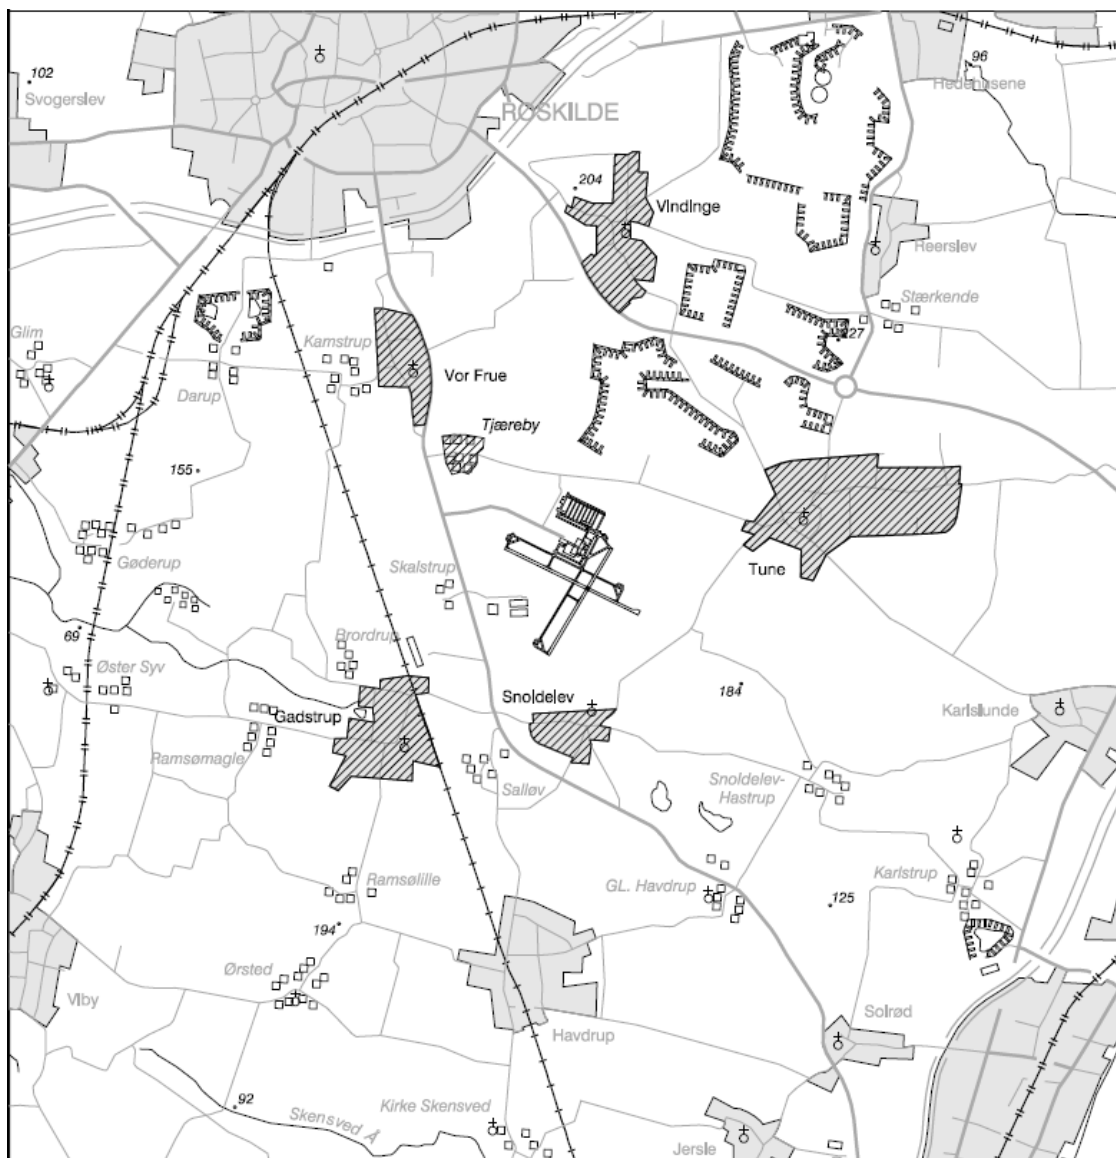 102
Svogerslev
ROSKILDE
96
Hedehusene
204
Vindinge
Reerslev
Stærkende
Glim
Kamstrup
127
Vor Frue
Darup
Tjæreby
155
Gøderup
Skalstrup
Tune
69
Brordrup
Øster Syv
184
Snoldelev
Karlslunde
Gadstrup
Ramsømagle
Salløv
Snoldelev-
Hastrup
Ramsølille
GL. Havdrup
Karlstrup
125
194
Ørsted
Viby
Solrød
Havdrup
92
Skensved Å
Kirke Skensved
Jersie